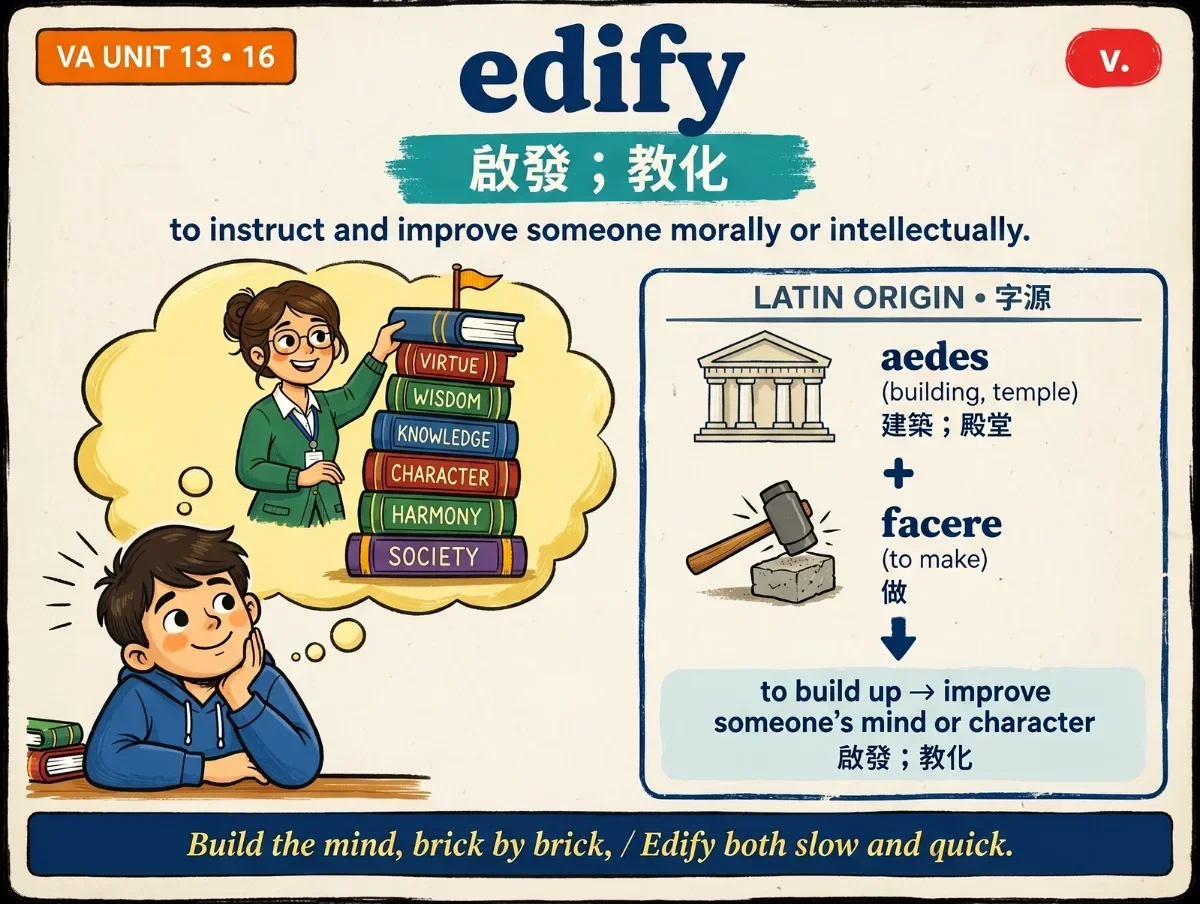 VA UNIT 13 • 16
edify
v.
啟發；教化
to instruct and improve someone morally or intellectually.
VIRTUE
WISDOM
KNOWLEDGE
CHARACTER
HARMONY
SOCIETY
LATIN ORIGIN • 字源
aedes
(building, temple)
建築；殿堂
+
facere
(to make)
做
to build up → improve
someone's mind or character
啟發；教化
Build the mind, brick by brick, / Edify both slow and quick.